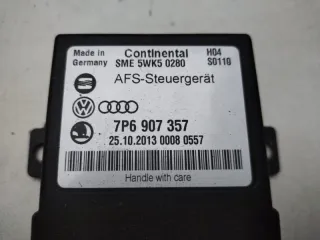 Made in
Germany
Continental
SME 5WK5 0280
H04
S0110
AFS-Steuergerät
7P6 907 357
25.10.2013 0008 0557
Handle with care